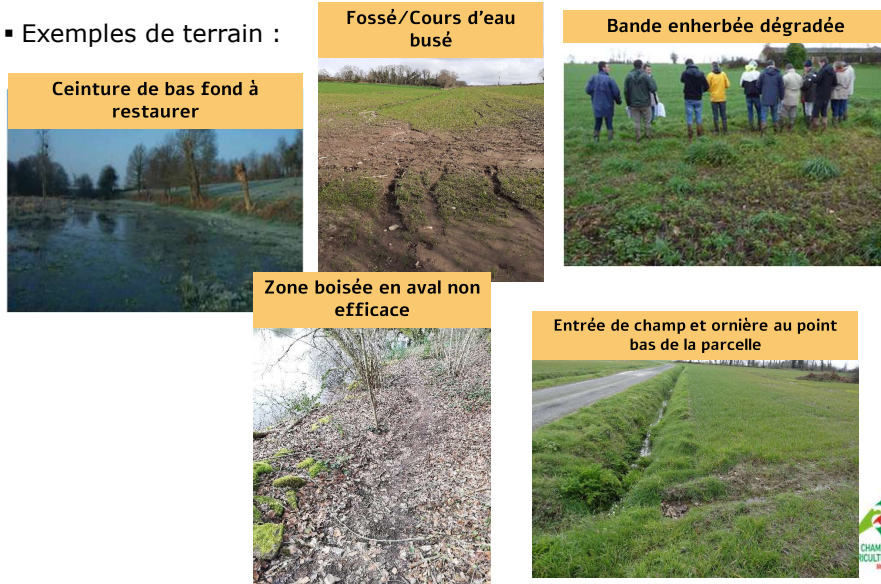 ▪ Exemples de terrain :
Fossé/Cours d'eau
busé
Bande enherbée dégradée
Ceinture de bas fond à
restaurer
Zone boisée en aval non
efficace
Entrée de champ et ornière au point
bas de la parcelle